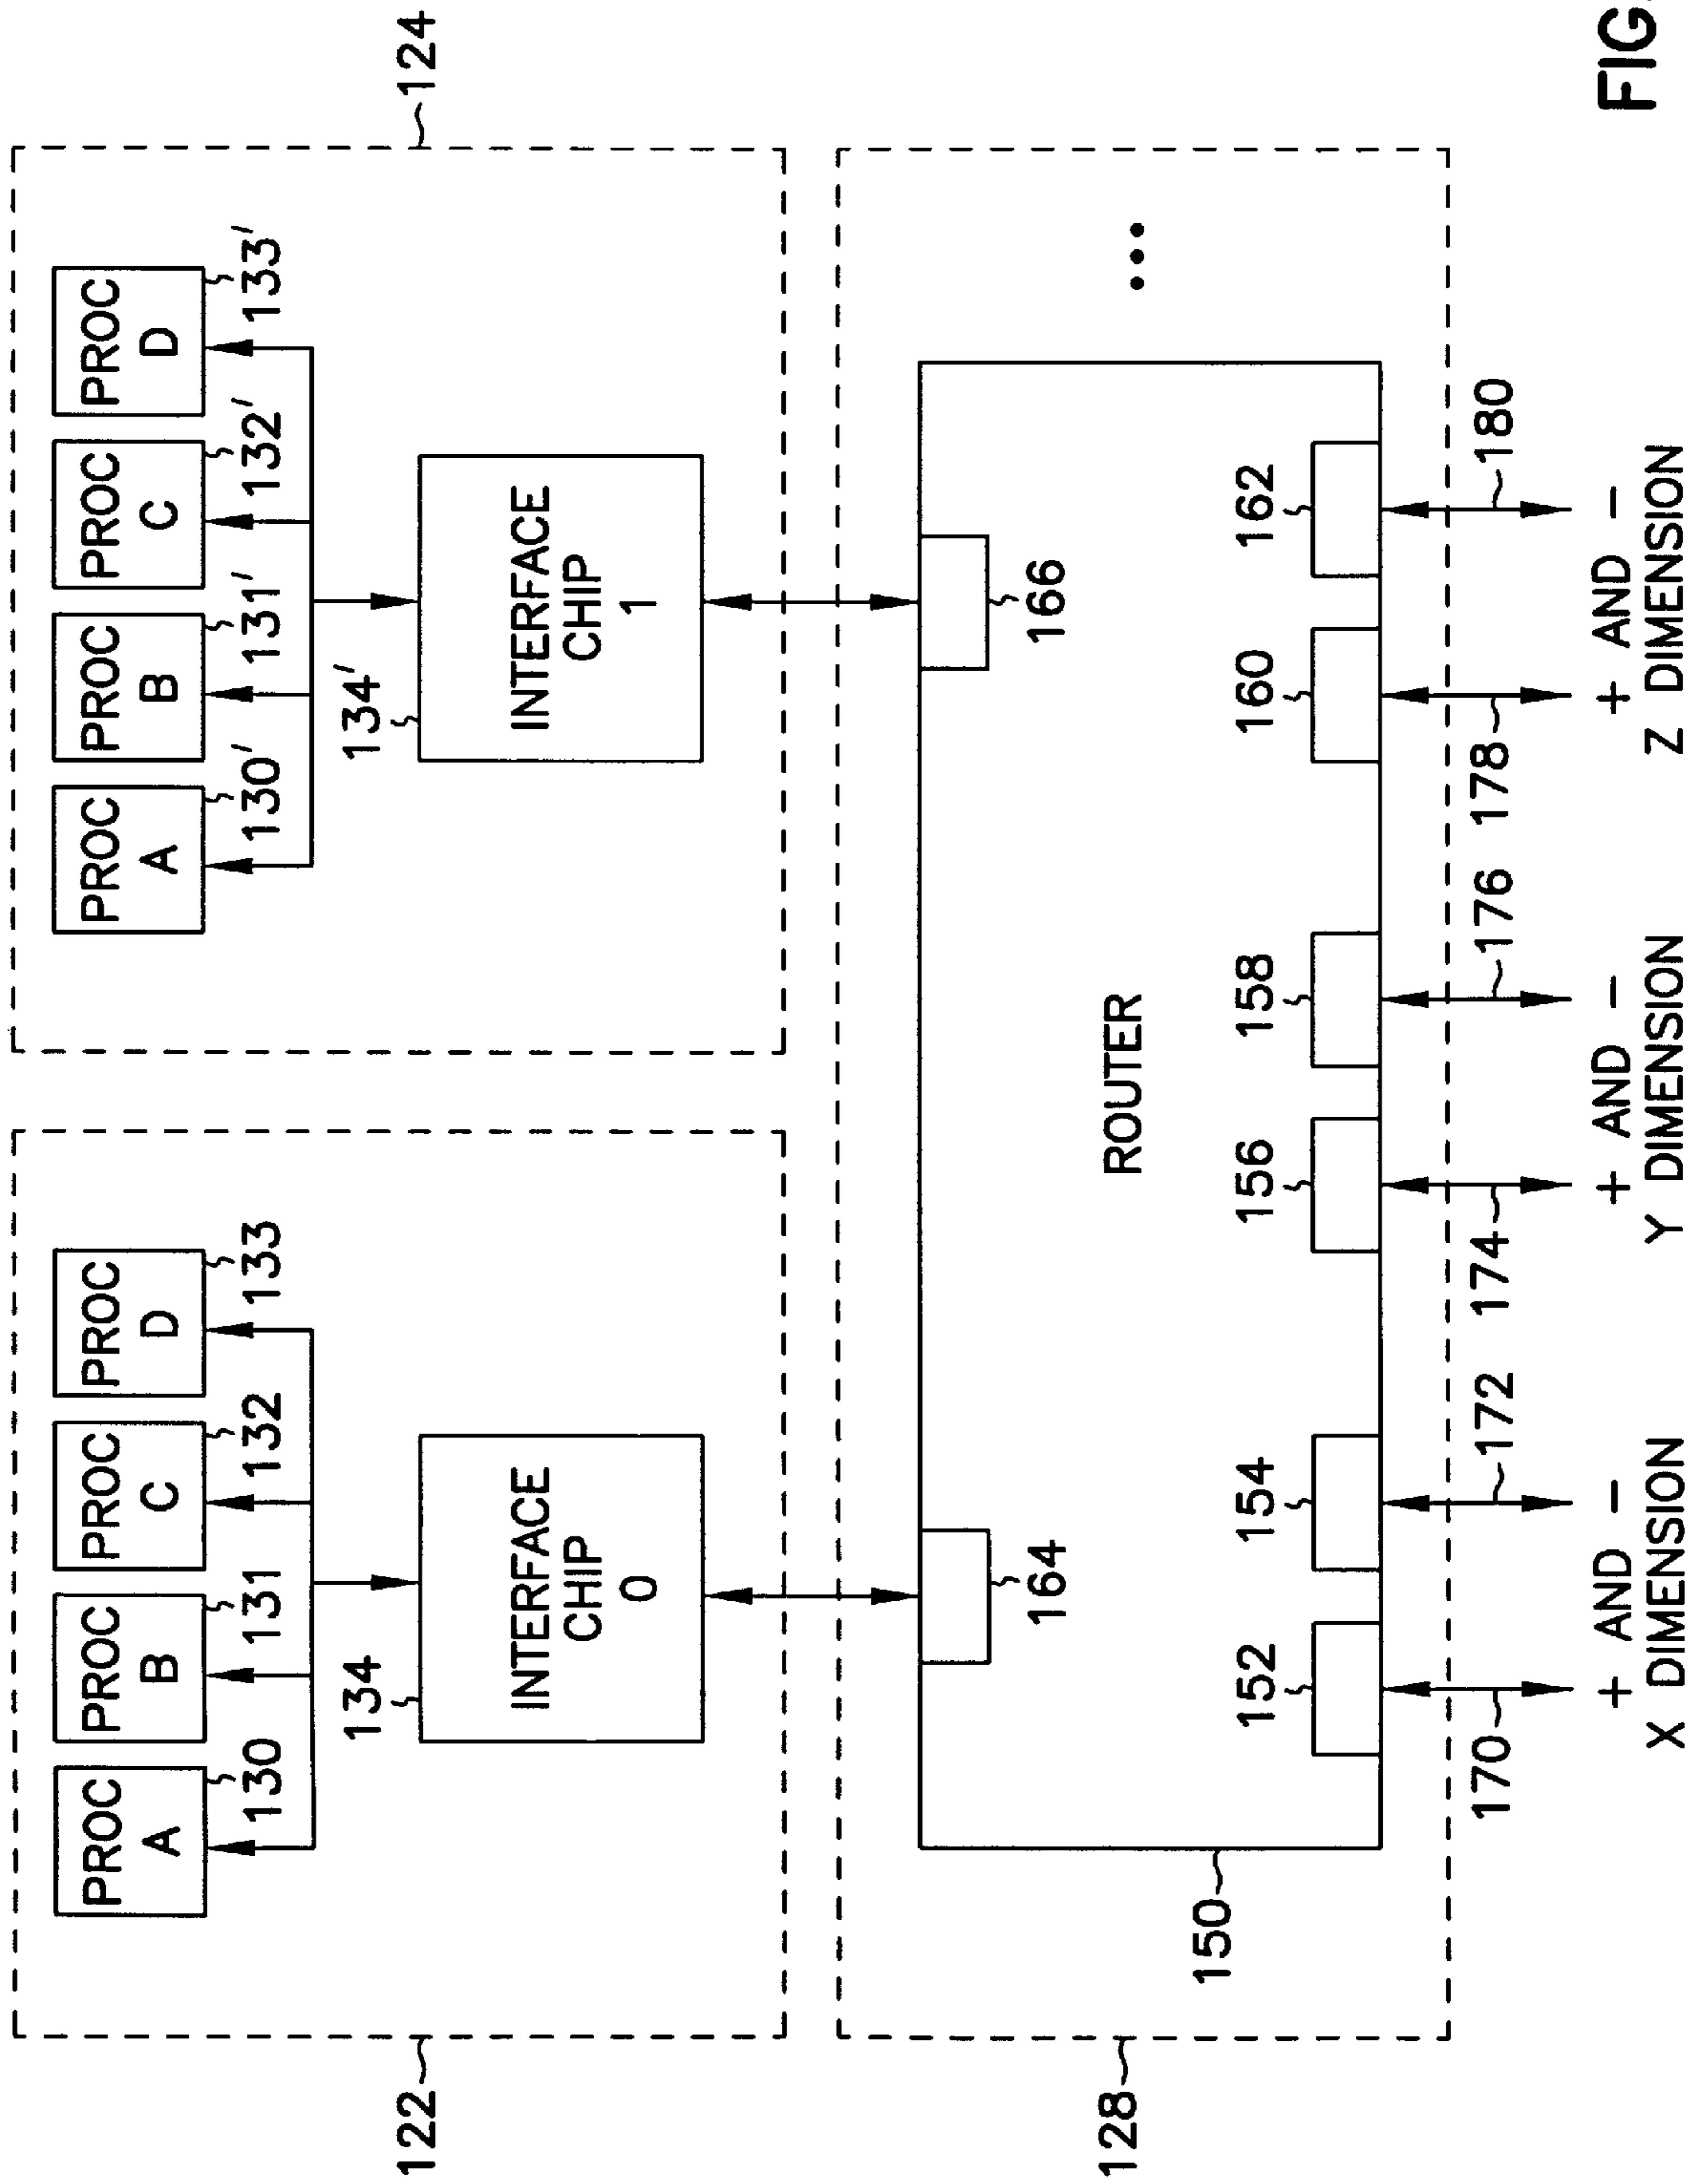 PROC
A
PROC
B
PROC
C
PROC
D
130
131
132
133
134
INTERFACE
CHIP
0
122
PROC
A
PROC
B
PROC
C
PROC
D
130′
131′
132′
133′
134′
INTERFACE
CHIP
1
124
164
166
ROUTER
•••
152
154
156
158
160
162
150
128
170
172
174
176
178
180
+ AND −
X DIMENSION
+ AND −
Y DIMENSION
+ AND −
Z DIMENSION
FIG